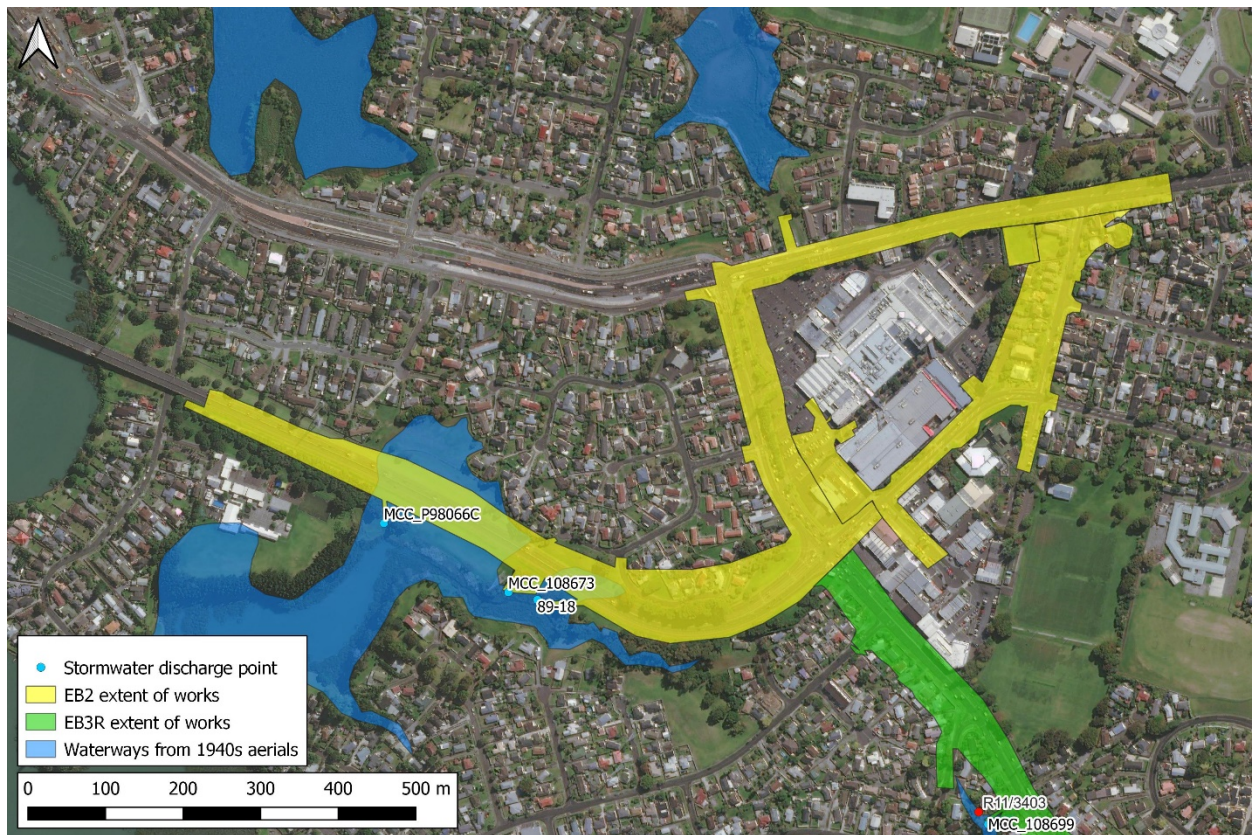 MCC_P98066C
MCC_108673
89-18
Stormwater discharge point
EB2 extent of works
EB3R extent of works
Waterways from 1940s aerials
0 100 200 300 400 500 m
R11/3403
MCC_108699